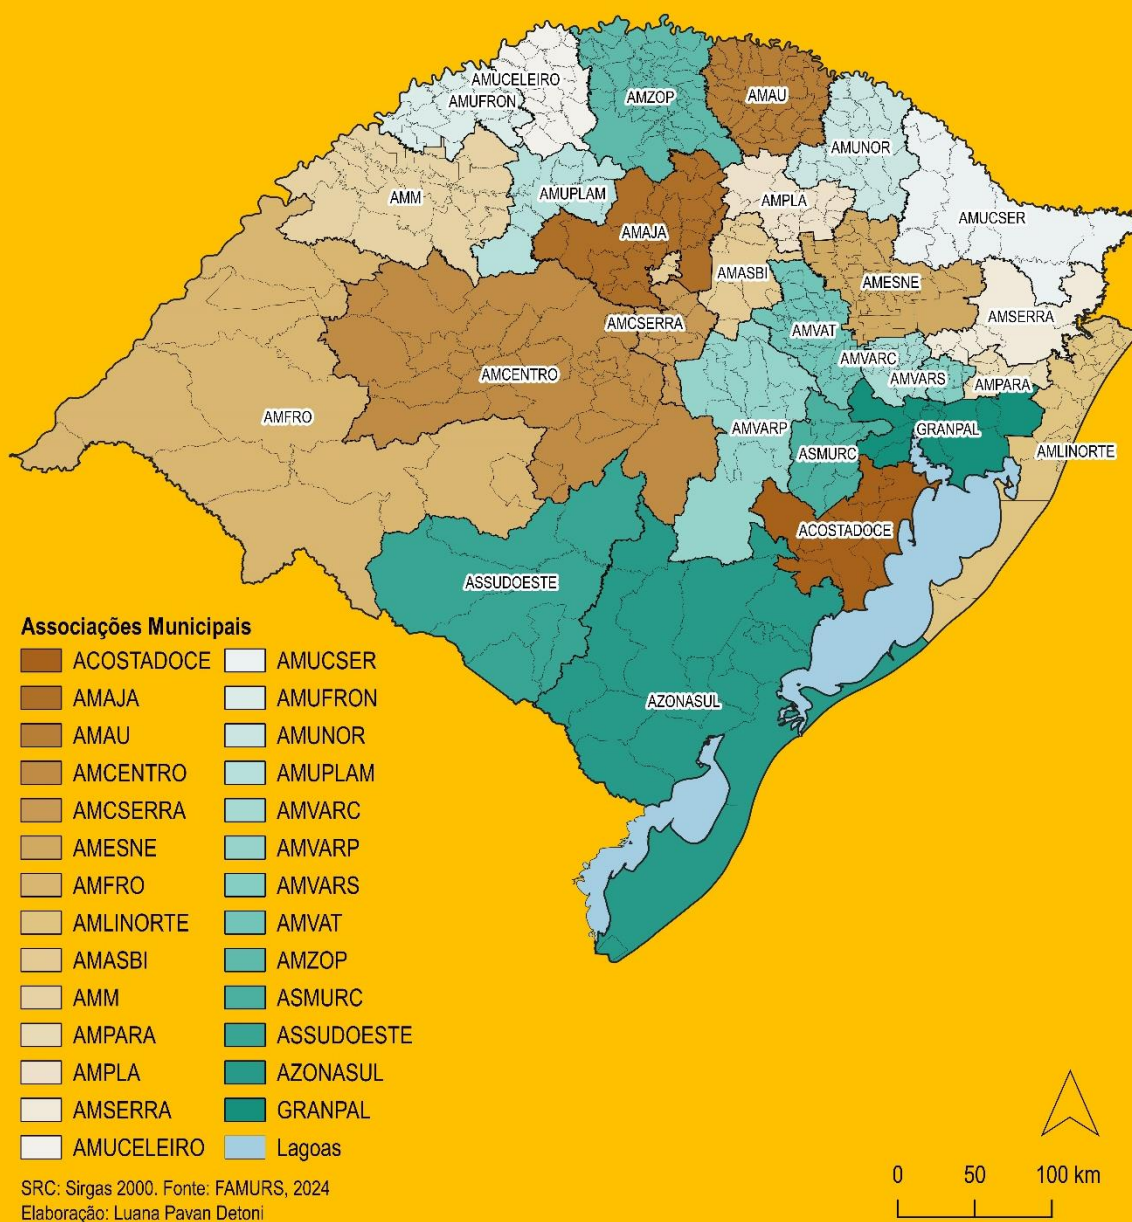 AMUCELEIRO
AMUFRON
AMZOP
AMAU
AMUNOR
AMM
AMUPLAM
AMPLA
AMUCSER
AMAJA
AMASBI
AMESNE
AMSERRA
AMCSERRA
AMVAT
AMVARC
AMCENTRO
AMVARS
AMPARA
AMFRO
AMVARP
GRANPAL
AMLINORTE
ASMURC
ACOSTADOCE
ASSUDOESTE
AZONASUL
Associações Municipais
ACOSTADOCE
AMAJA
AMAU
AMCENTRO
AMCSERRA
AMESNE
AMFRO
AMLINORTE
AMASBI
AMM
AMPARA
AMPLA
AMSERRA
AMUCELEIRO
AMUCSER
AMUFRON
AMUNOR
AMUPLAM
AMVARC
AMVARP
AMVARS
AMVAT
AMZOP
ASMURC
ASSUDOESTE
AZONASUL
GRANPAL
Lagoas
SRC: Sirgas 2000. Fonte: FAMURS, 2024
Elaboração: Luana Pavan Detoni
0 50 100 km